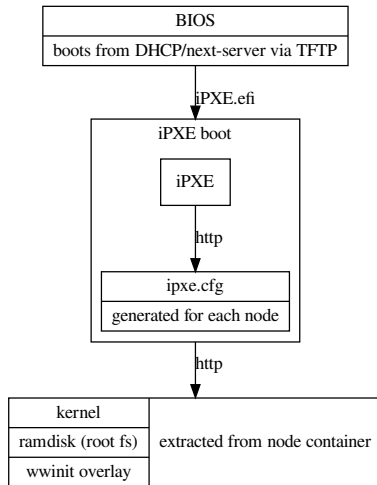 BIOS
boots from DHCP/next-server via TFTP
iPXE.efi
iPXE boot
iPXE
http
ipxe.cfg
generated for each node
http
kernel
ramdisk (root fs)
wwinit overlay
extracted from node container